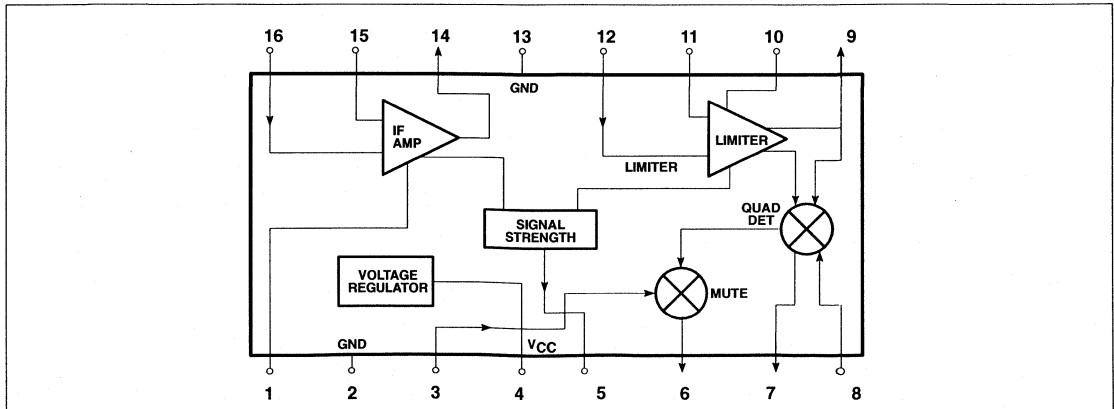 16 15 14 13 12 11 10 9
GND
IF
AMP
LIMITER
LIMITER
QUAD
DET
SIGNAL
STRENGTH
VOLTAGE
REGULATOR
MUTE
GND
VCC
1 2 3 4 5 6 7 8